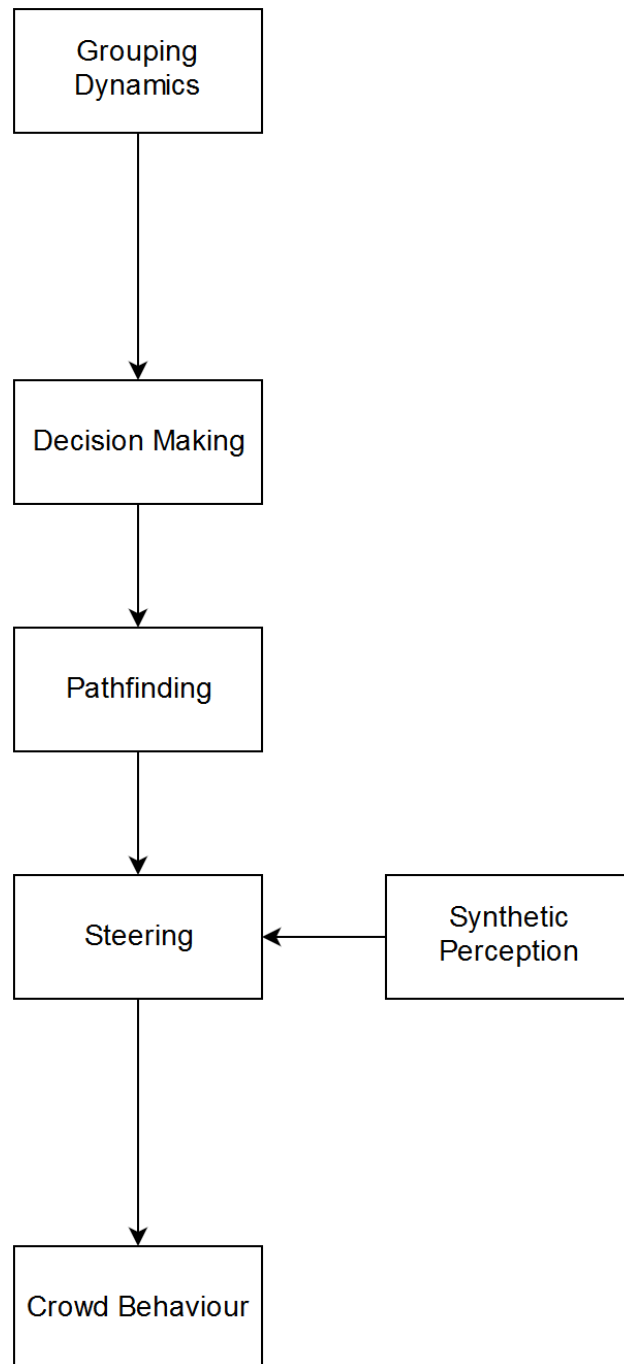 Grouping
Dynamics
Decision Making
Pathfinding
Steering
Synthetic
Perception
Crowd Behaviour